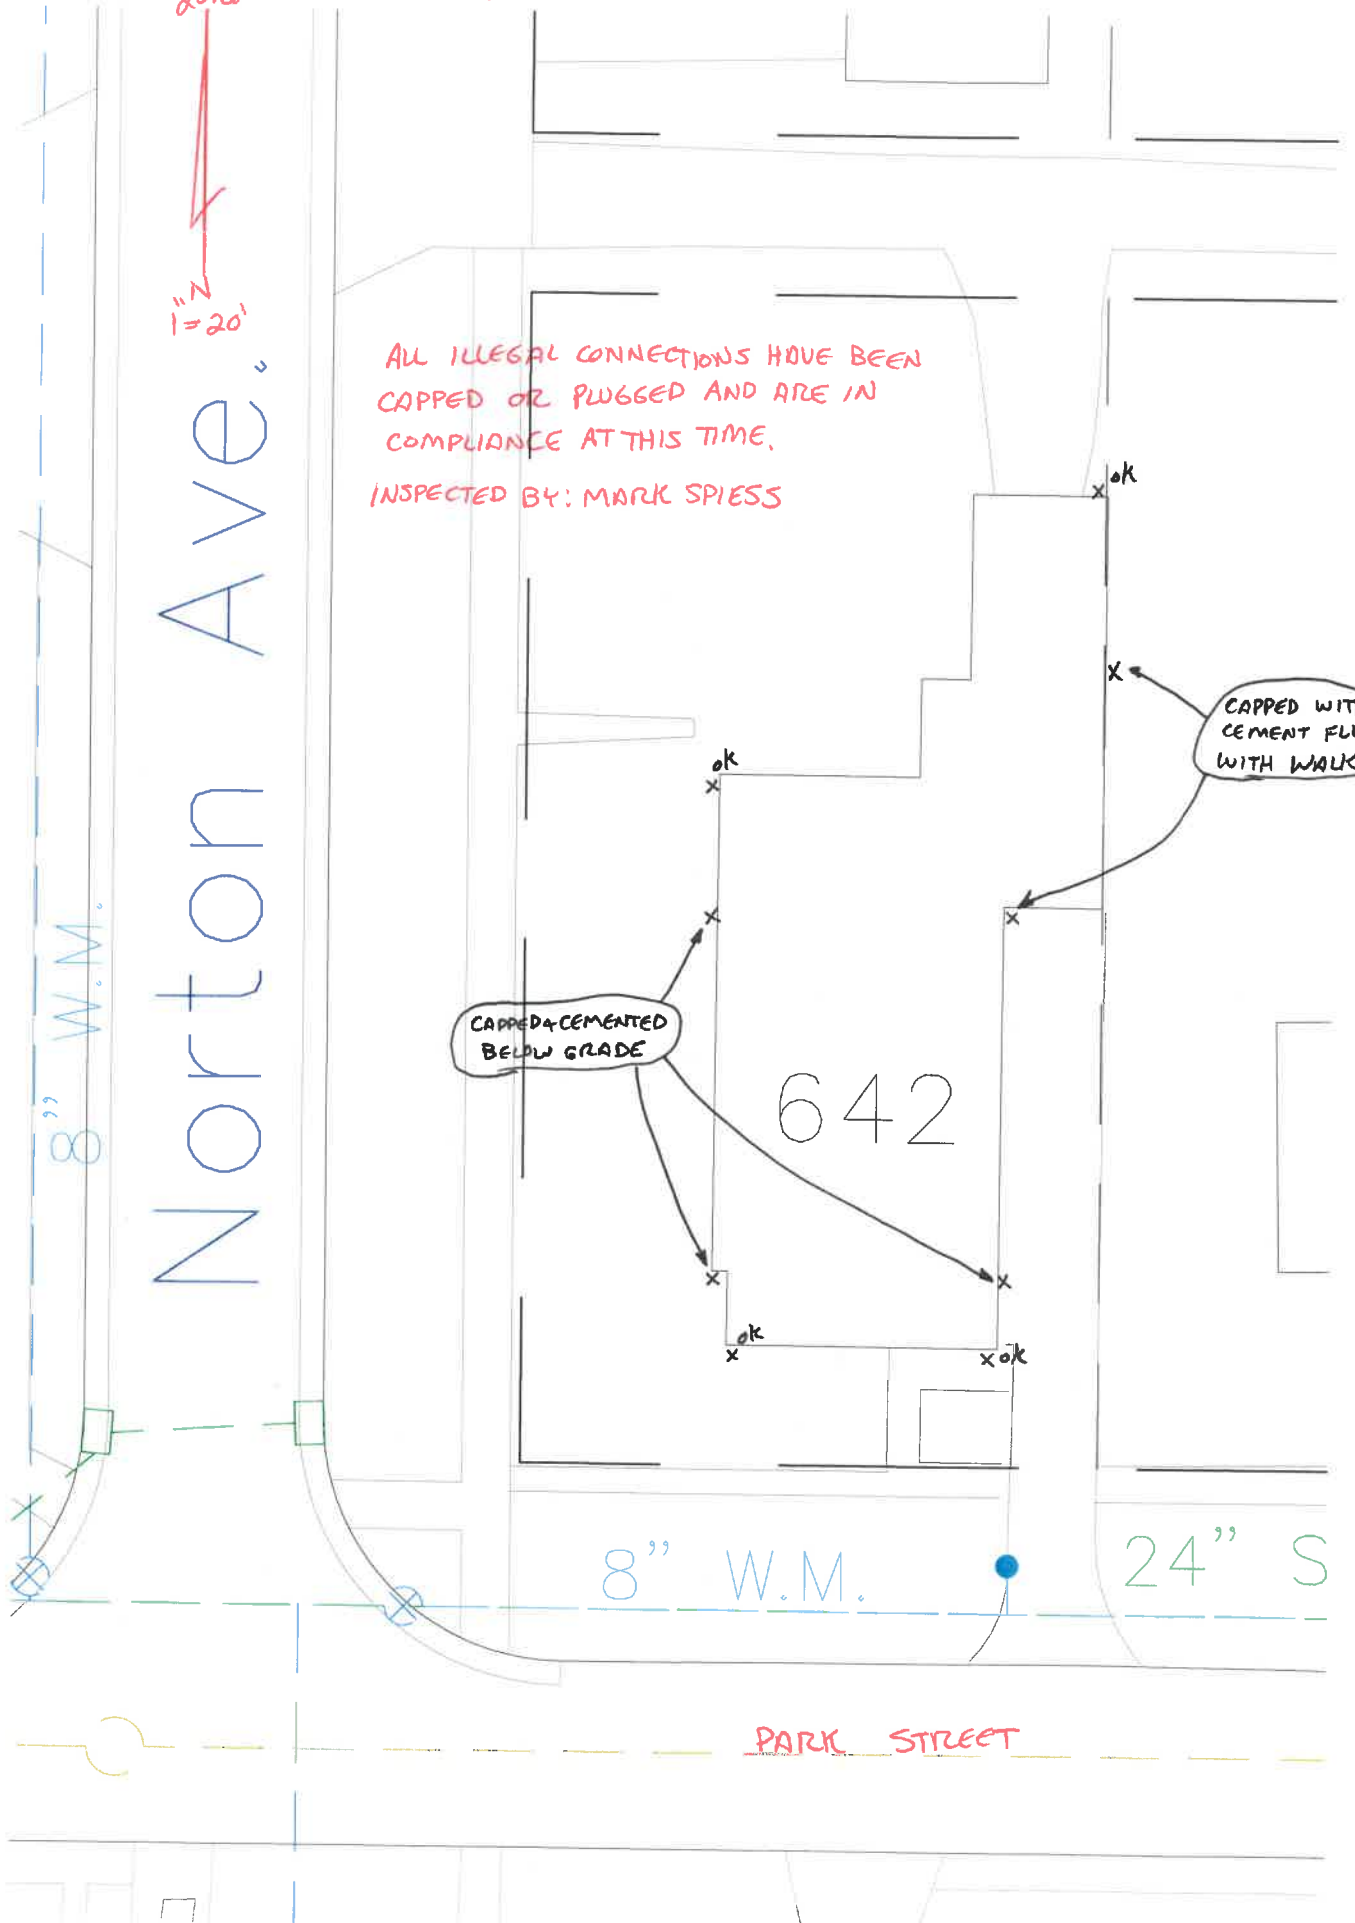 N
1"=20'
ALL ILLEGAL CONNECTIONS HAVE BEEN
CAPPED OR PLUGGED AND ARE IN
COMPLIANCE AT THIS TIME.
INSPECTED BY: MARK SPIESS
Norton Ave.
8" W.M.
ok
x
x
CAPPED WIT
CEMENT FL
WITH WALK
ok
x
x
x
CAPPED & CEMENTED
BELOW GRADE
642
x
x
ok
x
x ok
8" W.M.
24" S
PARK STREET